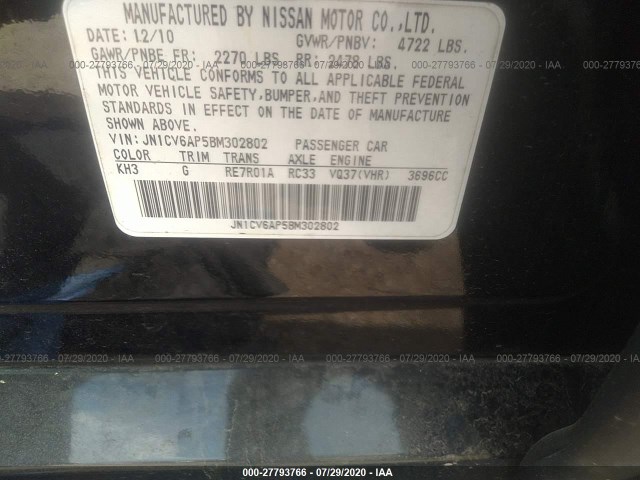 MANUFACTURED BY NISSAN MOTOR CO.,LTD.
DATE: 12/10 GVWR/PNBV: 4722 LBS.
GAWR/PNBE FR: 2270 LBS RR: 2478 LBS.
THIS VEHICLE CONFORMS TO ALL APPLICABLE FEDERAL
MOTOR VEHICLE SAFETY,BUMPER,AND THEFT PREVENTION
STANDARDS IN EFFECT ON THE DATE OF MANUFACTURE
SHOWN ABOVE.
VIN: JN1CV6AP5BM302802 PASSENGER CAR
COLOR TRIM TRANS AXLE ENGINE
KH3 G RE7R01A RC33 VQ37(VHR) 3696CC
JN1CV6AP5BM302802
000-27793766 / 07/29/2020 - IAA